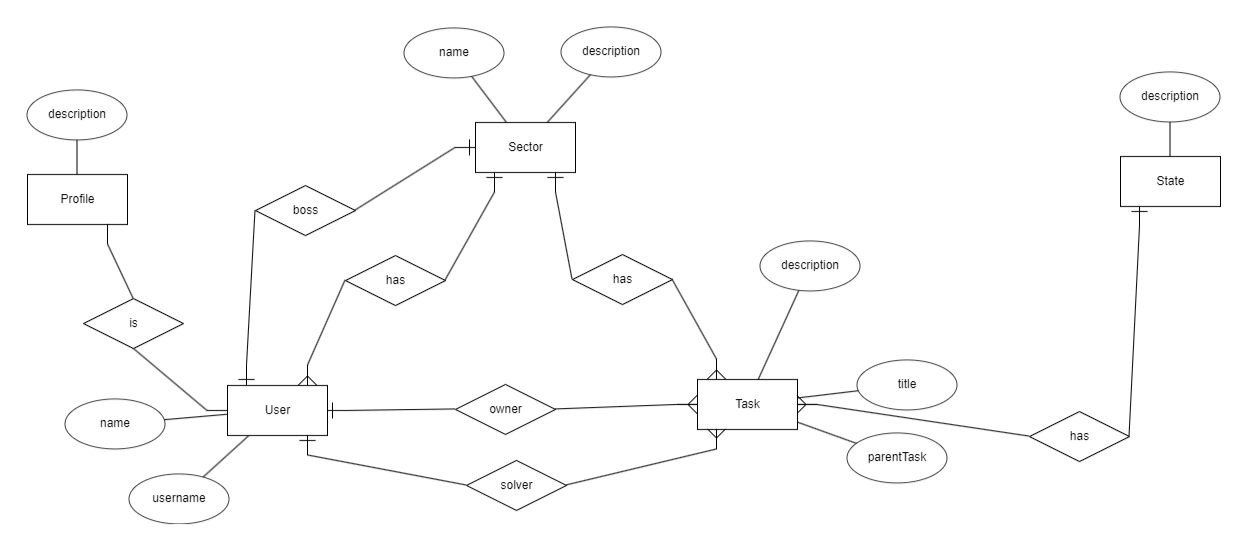 name
description
description
description
Sector
State
Profile
boss
description
has
has
is
title
Task
owner
User
name
has
parentTask
solver
username